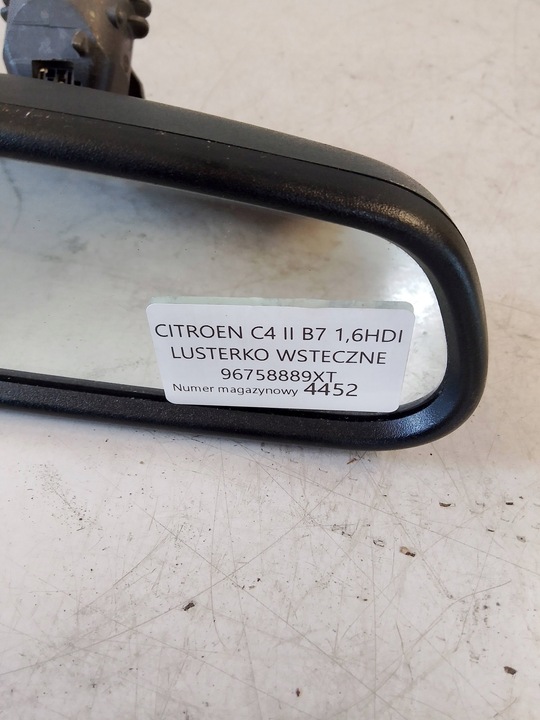 CITROEN C4 II B7 1,6HDI
LUSTERKO WSTECZNE
96758889XT
Numer magazynowy 4452